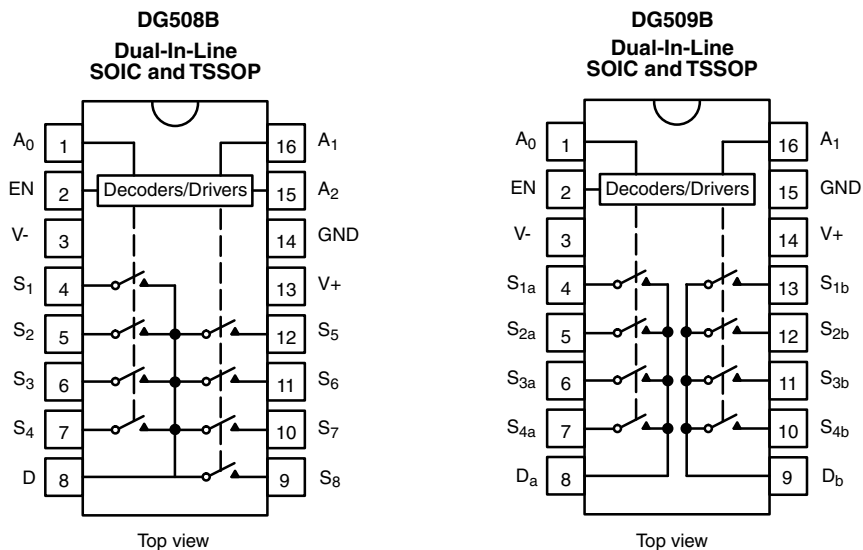 DG508B
Dual-In-Line
SOIC and TSSOP
A0 1 16 A1
EN 2 Decoders/Drivers 15 A2
V- 3 14 GND
S1 4 13 V+
S2 5 12 S5
S3 6 11 S6
S4 7 10 S7
D 8 9 S8
Top view
DG509B
Dual-In-Line
SOIC and TSSOP
A0 1 16 A1
EN 2 Decoders/Drivers 15 GND
V- 3 14 V+
S1a 4 13 S1b
S2a 5 12 S2b
S3a 6 11 S3b
S4a 7 10 S4b
Da 8 9 Db
Top view